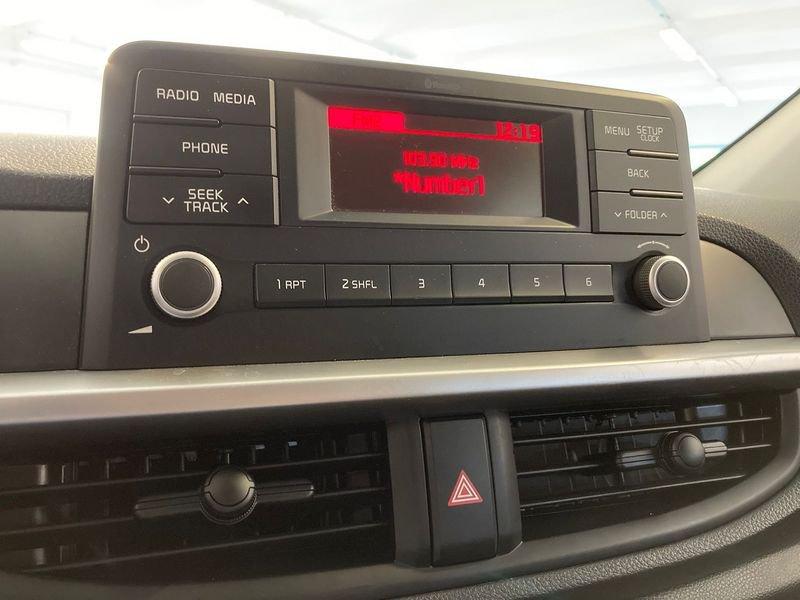 RADIO MEDIA
PHONE
SEEK
TRACK
12:19
103.90 MHz
*Number1
MENU SETUP
CLOCK
BACK
FOLDER
1 RPT 2 SHFL 3 4 5 6